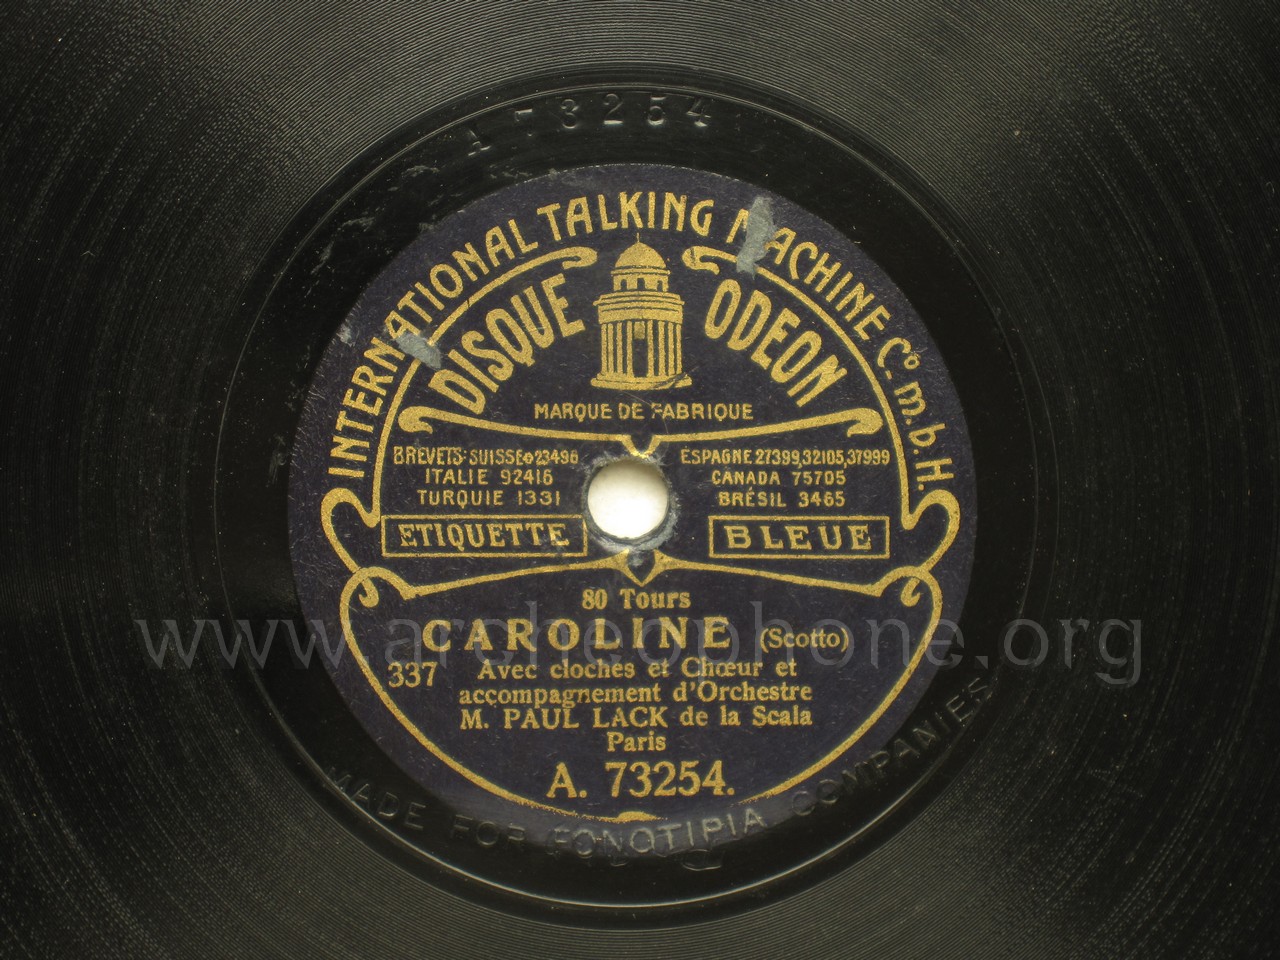 A 73254
INTERNATIONAL TALKING MACHINE Co. m.b.H.
DISQUE ODEON
MARQUE DE FABRIQUE
BREVETS: SUISSE 23496
ITALIE 92416
TURQUIE 1331
ESPAGNE 27399,32105,37999
CANADA 75705
BRÉSIL 3465
ETIQUETTE BLEUE
80 Tours
CAROLINE (Scotto)
www.archeophone.org
337 Avec cloches et Chœur et
accompagnement d'Orchestre
M. PAUL LACK de la Scala
Paris
A. 73254.
MADE FOR FONOTIPIA COMPANIES